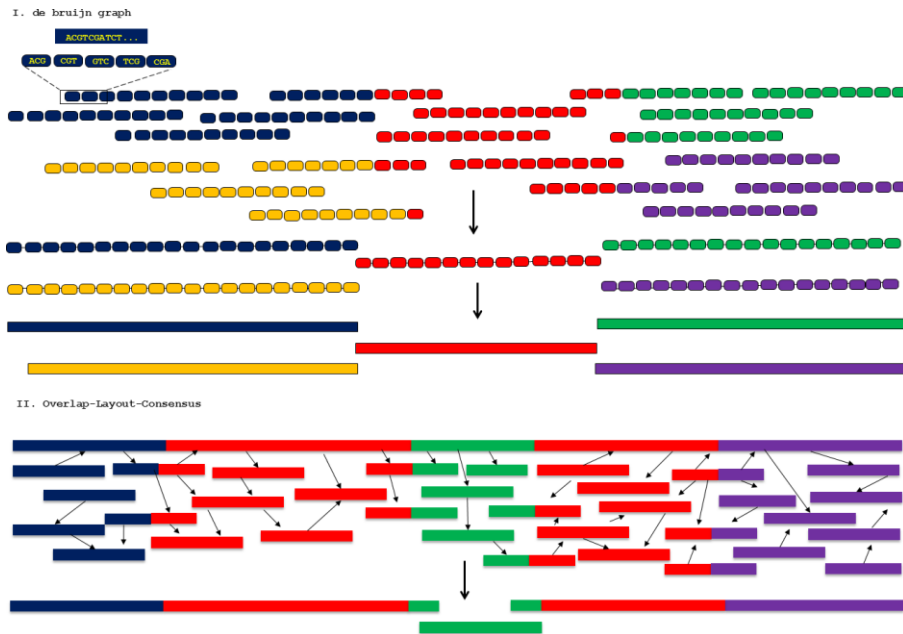 I. de bruijn graph
ACGTCGATCT...
ACG CGT GTC TCG CGA
II. Overlap-Layout-Consensus